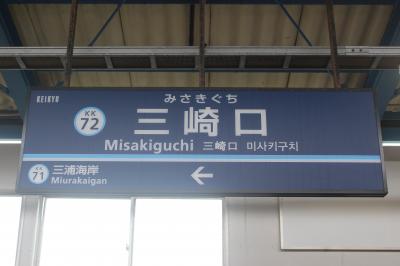 KEIKYU
みさきぐち
KK
72
三崎口
Misakiguchi 三崎口 미사키구치
KK
71
三浦海岸
Miurakaigan
←